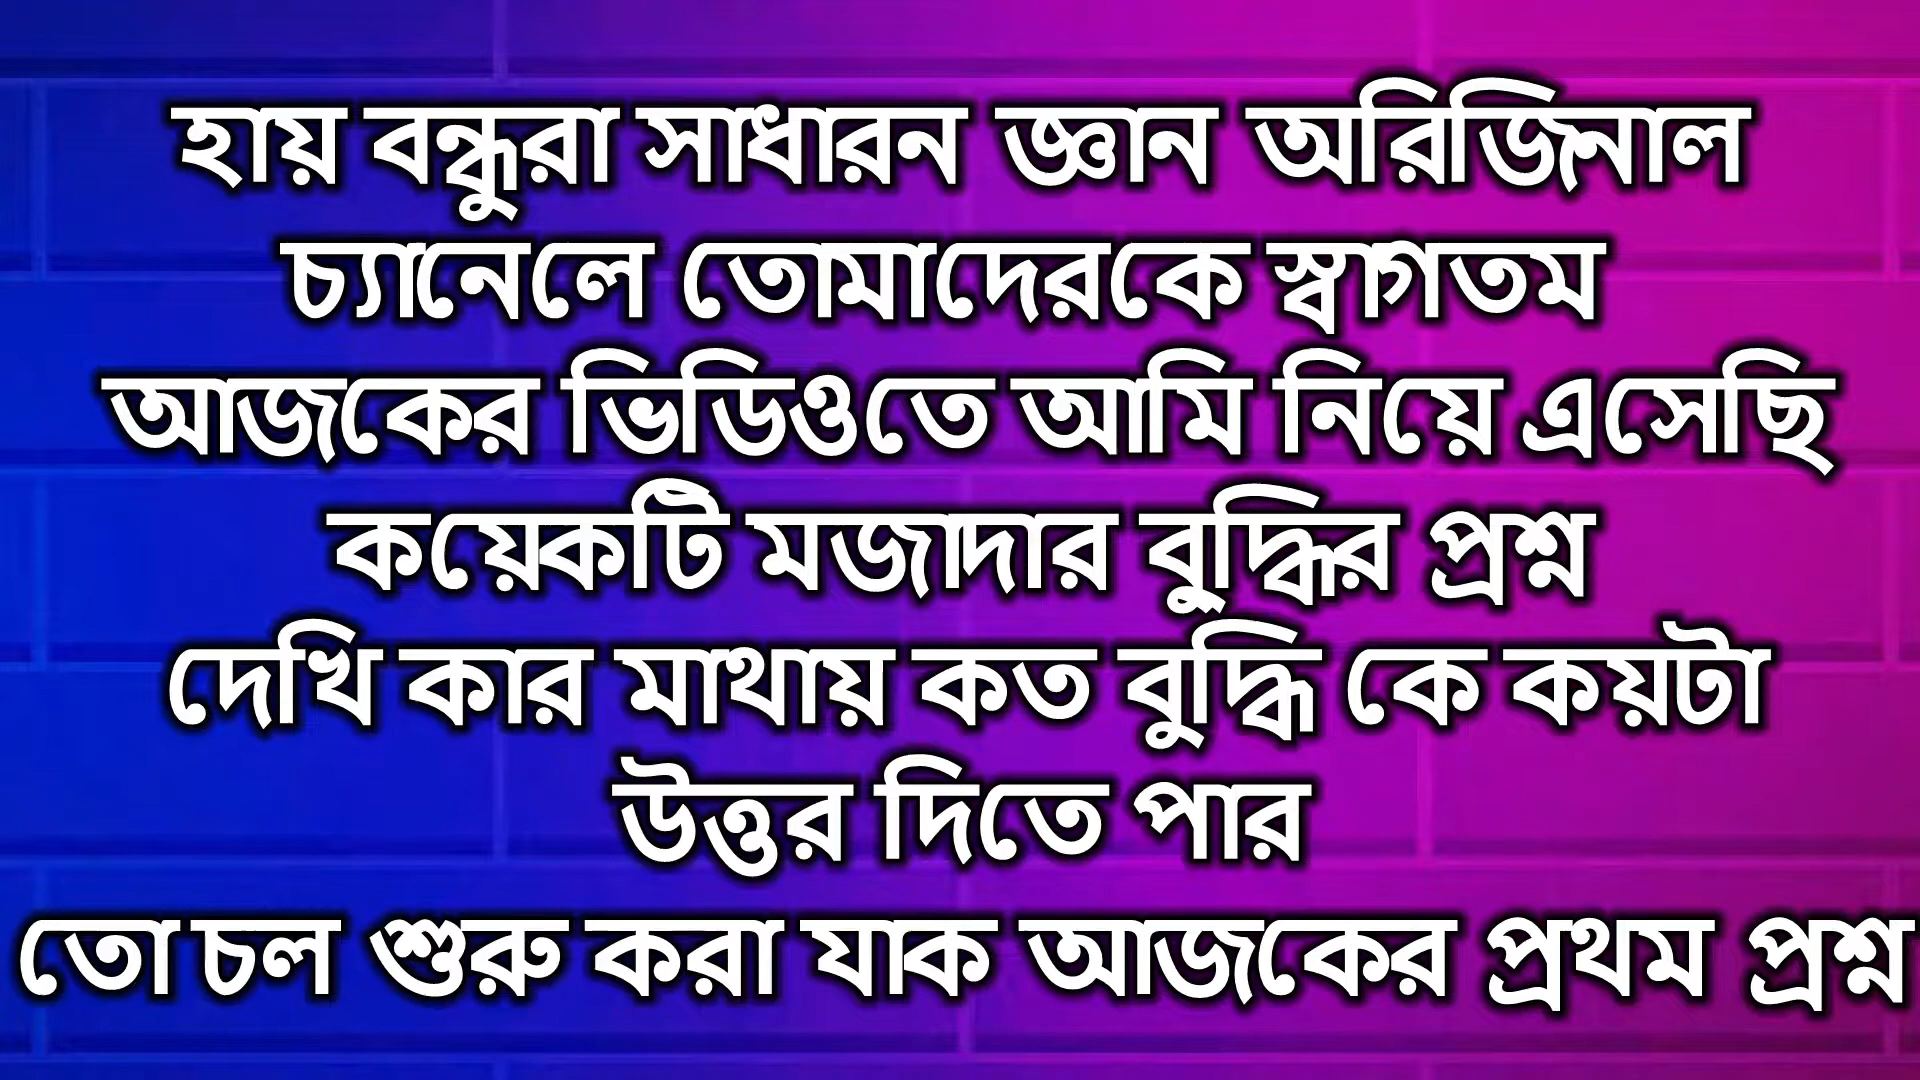 হায় বন্ধুরা সাধারন জ্ঞান অরিজিনাল
চ্যানেলে তোমাদেরকে স্বাগতম
আজকের ভিডিওতে আমি নিয়ে এসেছি
কয়েকটি মজাদার বুদ্ধির প্রশ্ন
দেখি কার মাথায় কত বুদ্ধি কে কয়টা
উত্তর দিতে পার
তো চল শুরু করা যাক আজকের প্রথম প্রশ্ন